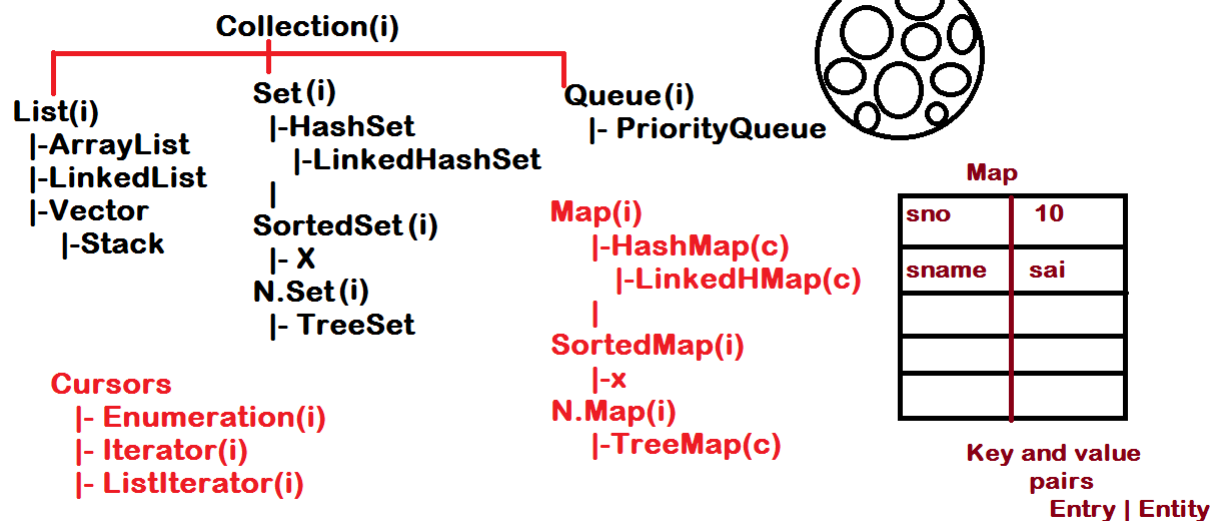 Collection(i)
List(i)
|-ArrayList
|-LinkedList
|-Vector
|-Stack
Set(i)
|-HashSet
|-LinkedHashSet
|
SortedSet(i)
|- X
N.Set(i)
|- TreeSet
Queue(i)
|- PriorityQueue
Map(i)
|-HashMap(c)
|-LinkedHMap(c)
|
SortedMap(i)
|-x
N.Map(i)
|-TreeMap(c)
Cursors
|- Enumeration(i)
|- Iterator(i)
|- ListIterator(i)
Map
sno 10
sname sai
Key and value
pairs
Entry | Entity